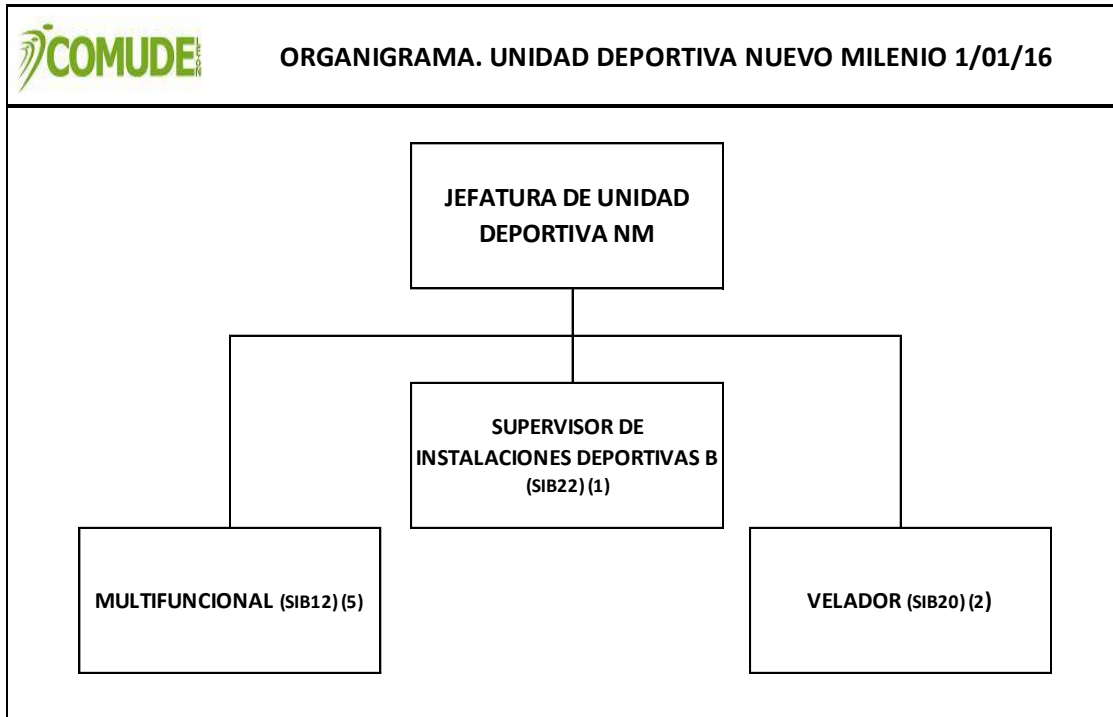 COMUDE LEÓN
ORGANIGRAMA. UNIDAD DEPORTIVA NUEVO MILENIO 1/01/16
JEFATURA DE UNIDAD
DEPORTIVA NM
SUPERVISOR DE
INSTALACIONES DEPORTIVAS B
(SIB22) (1)
MULTIFUNCIONAL (SIB12) (5)
VELADOR (SIB20) (2)